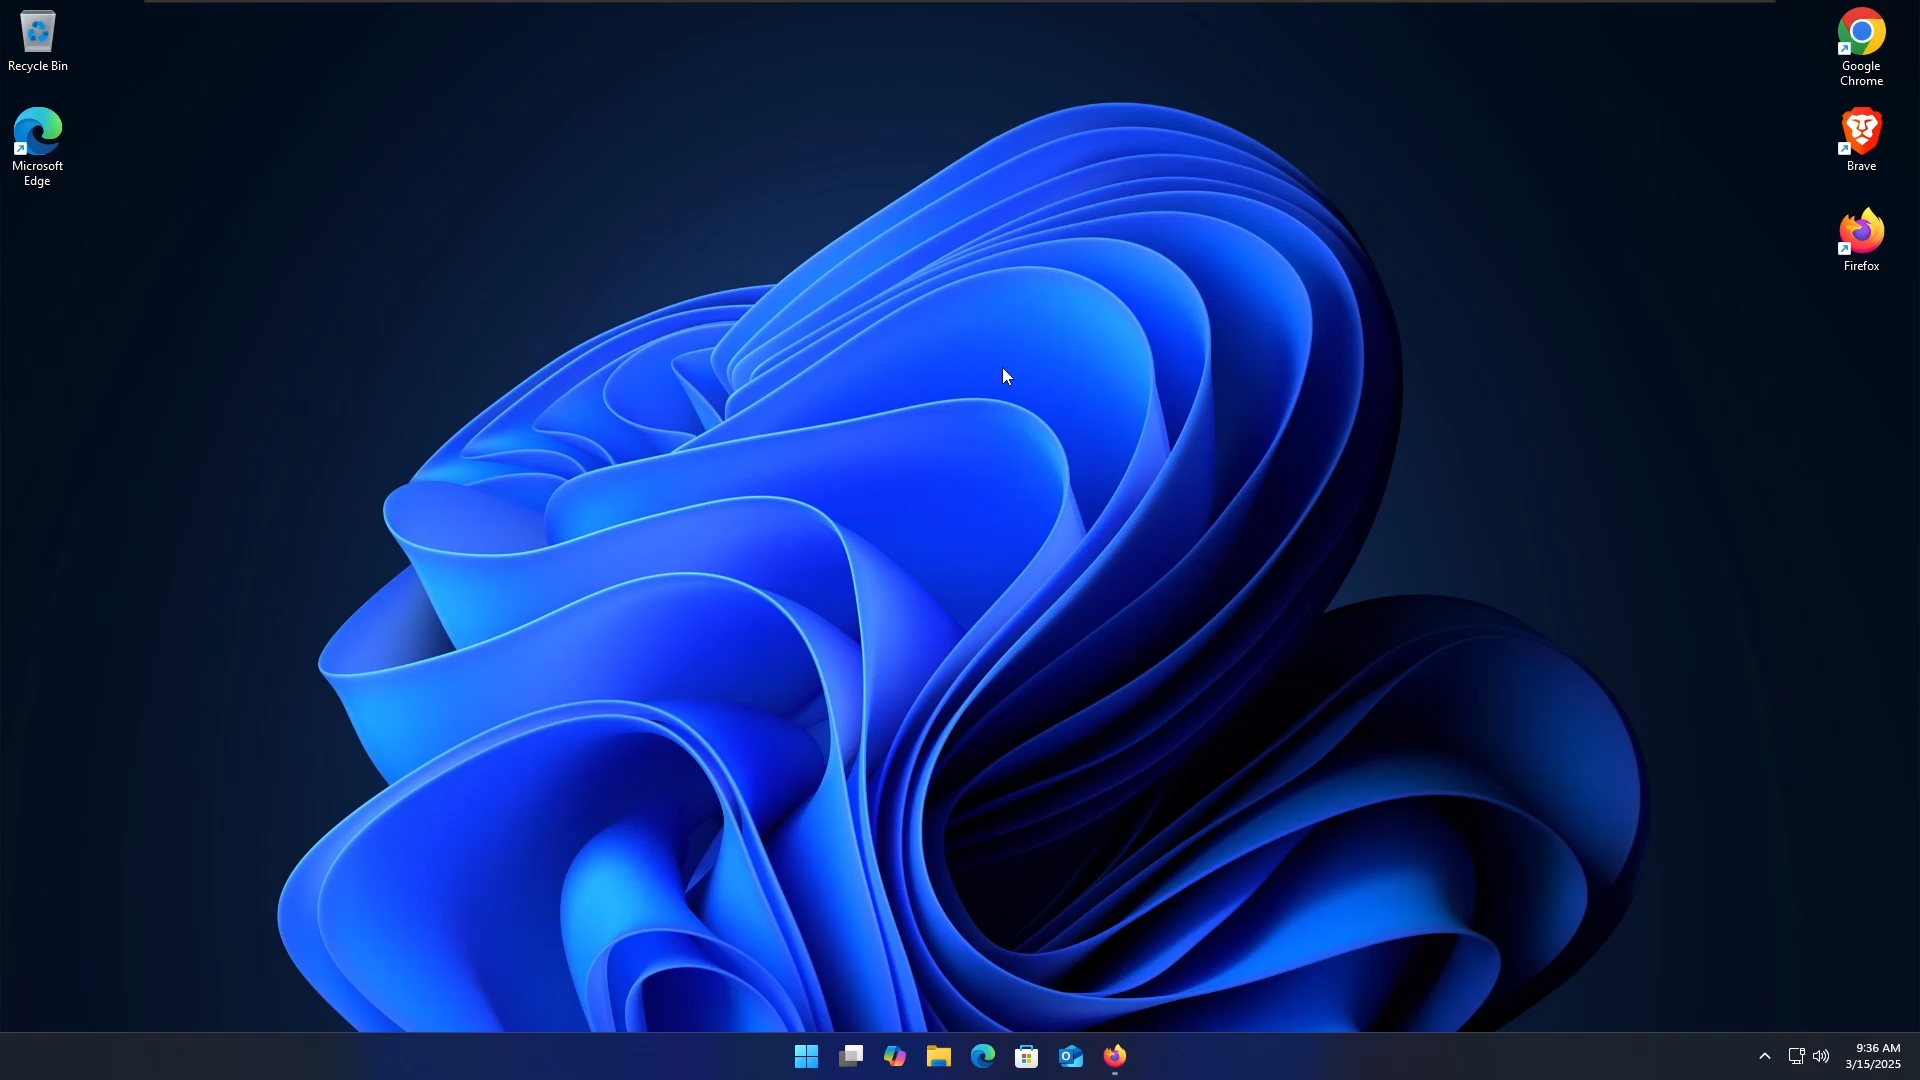 Recycle Bin
Microsoft
Edge
Google
Chrome
Brave
Firefox
9:36 AM
3/15/2025